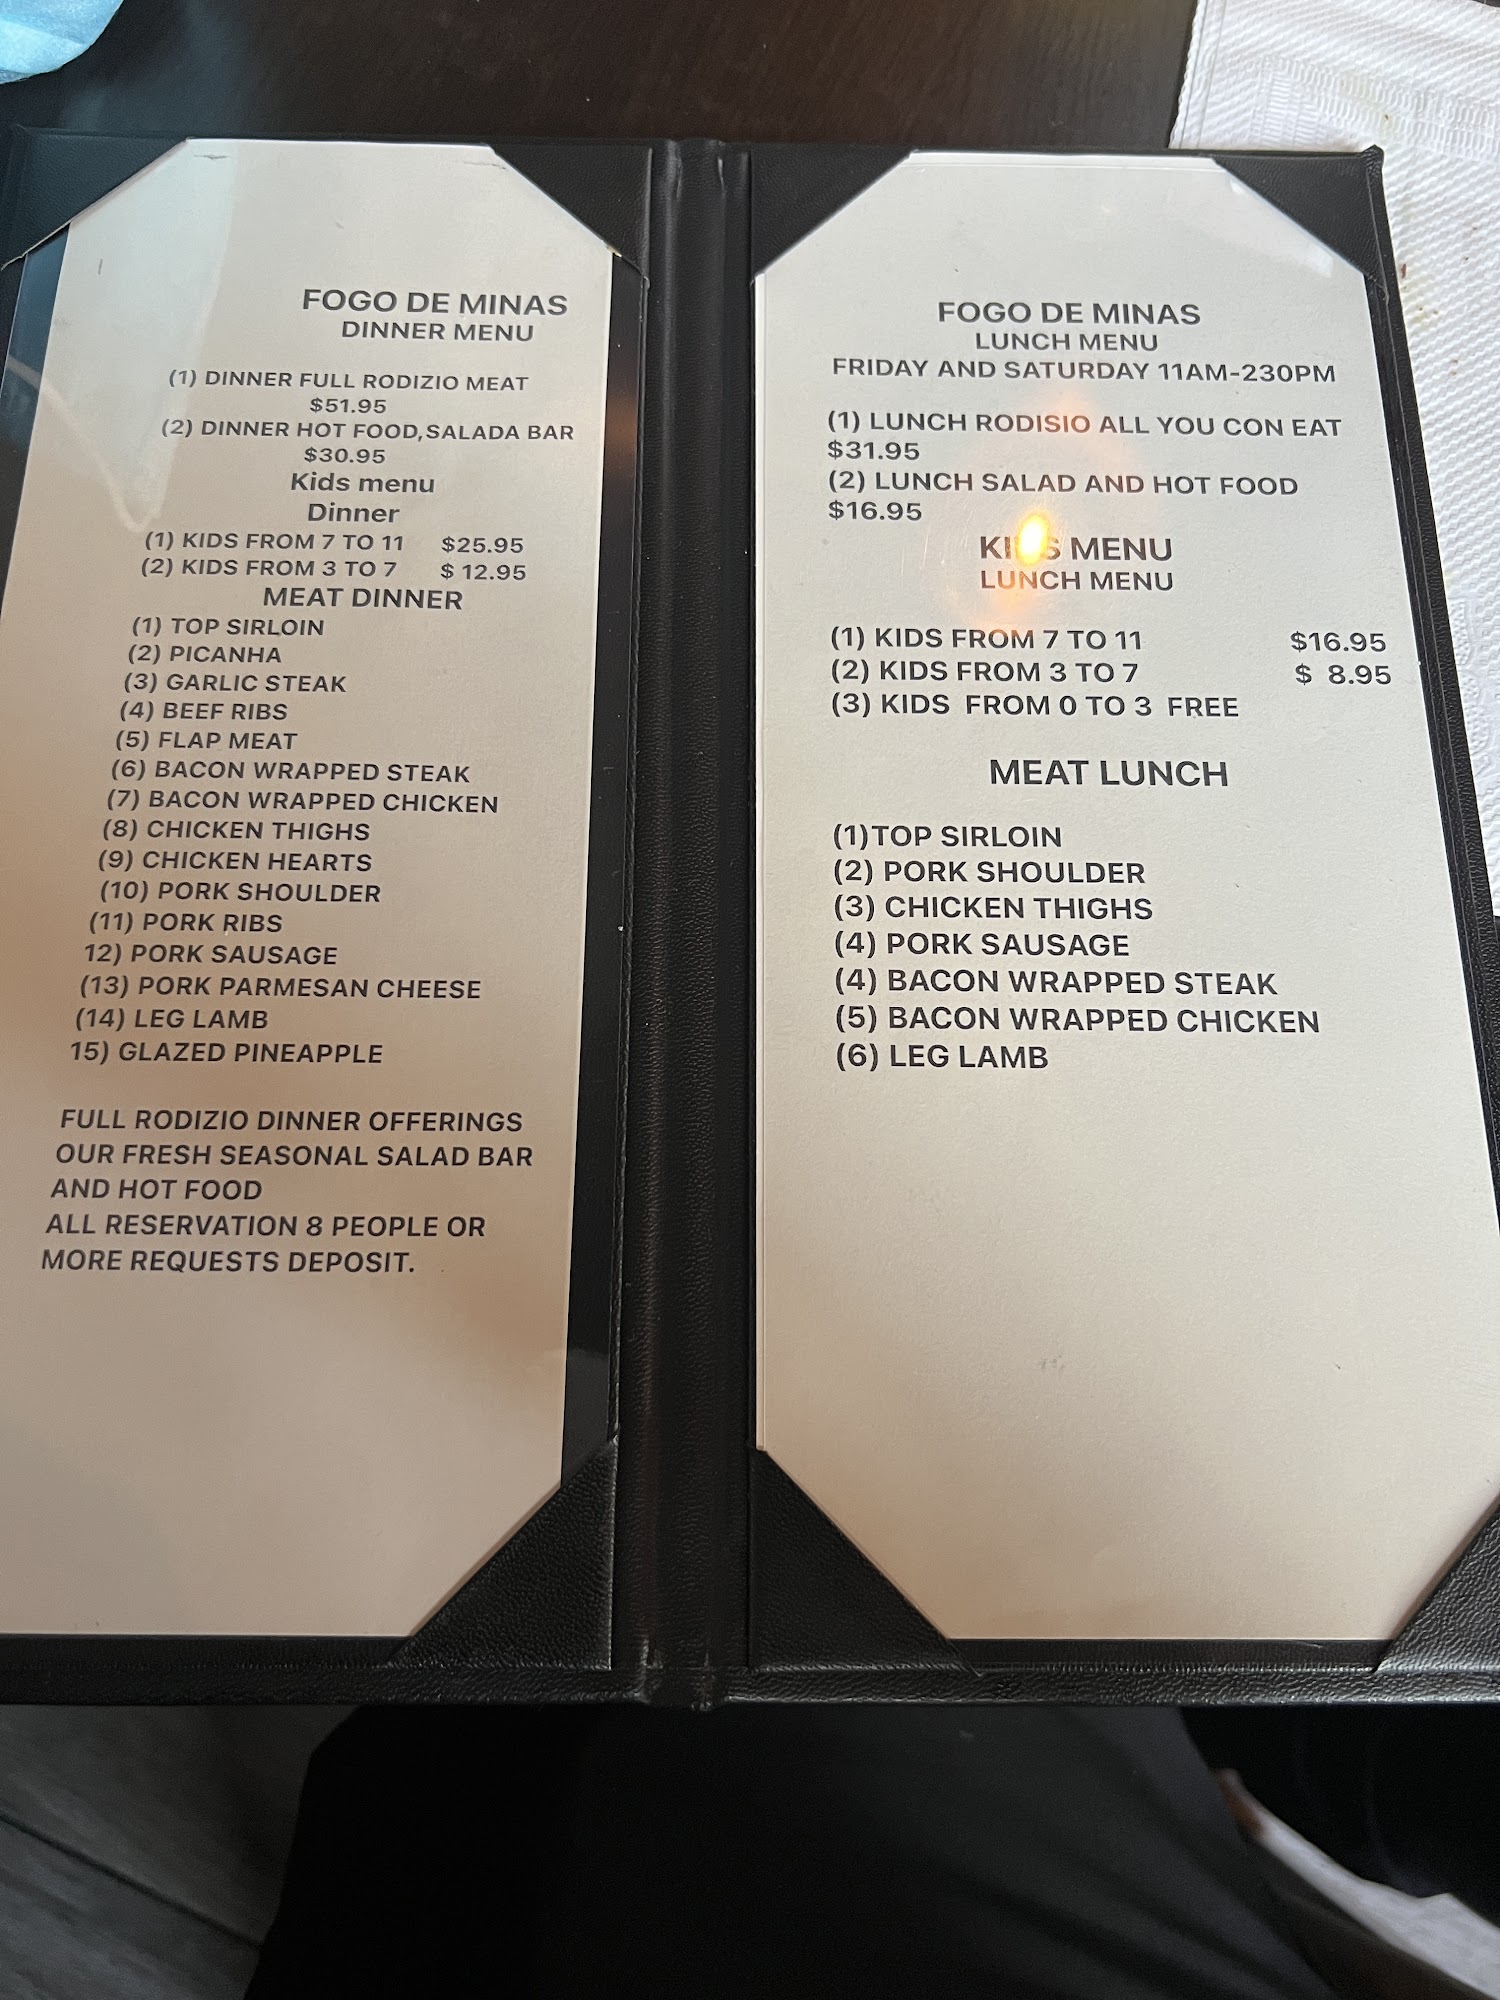 FOGO DE MINAS
DINNER MENU
(1) DINNER FULL RODIZIO MEAT
$51.95
(2) DINNER HOT FOOD,SALADA BAR
$30.95
Kids menu
Dinner
(1) KIDS FROM 7 TO 11 $25.95
(2) KIDS FROM 3 TO 7 $ 12.95
MEAT DINNER
(1) TOP SIRLOIN
(2) PICANHA
(3) GARLIC STEAK
(4) BEEF RIBS
(5) FLAP MEAT
(6) BACON WRAPPED STEAK
(7) BACON WRAPPED CHICKEN
(8) CHICKEN THIGHS
(9) CHICKEN HEARTS
(10) PORK SHOULDER
(11) PORK RIBS
12) PORK SAUSAGE
(13) PORK PARMESAN CHEESE
(14) LEG LAMB
15) GLAZED PINEAPPLE
FULL RODIZIO DINNER OFFERINGS
OUR FRESH SEASONAL SALAD BAR
AND HOT FOOD
ALL RESERVATION 8 PEOPLE OR
MORE REQUESTS DEPOSIT.
FOGO DE MINAS
LUNCH MENU
FRIDAY AND SATURDAY 11AM-230PM
(1) LUNCH RODISIO ALL YOU CON EAT
$31.95
(2) LUNCH SALAD AND HOT FOOD
$16.95
KIDS MENU
LUNCH MENU
(1) KIDS FROM 7 TO 11 $16.95
(2) KIDS FROM 3 TO 7 $ 8.95
(3) KIDS FROM 0 TO 3 FREE
MEAT LUNCH
(1)TOP SIRLOIN
(2) PORK SHOULDER
(3) CHICKEN THIGHS
(4) PORK SAUSAGE
(4) BACON WRAPPED STEAK
(5) BACON WRAPPED CHICKEN
(6) LEG LAMB